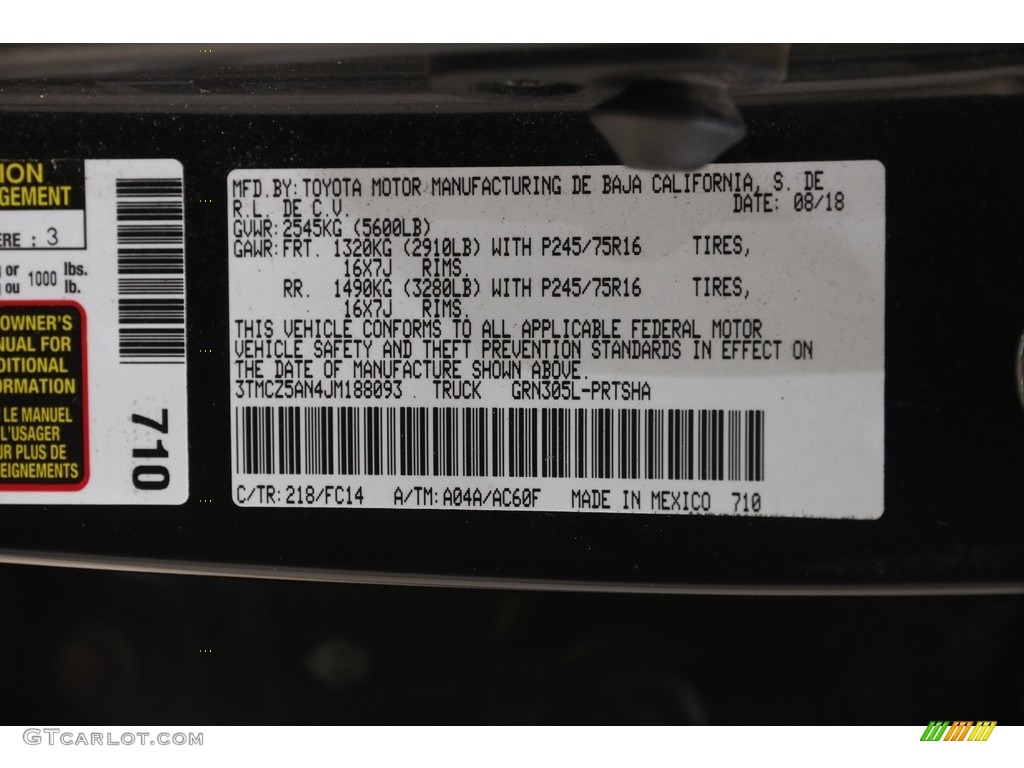 ION
GEMENT
ÈRE : 3
g or 1000 lbs.
ou lb.
OWNER'S
NUAL FOR
DITIONAL
ORMATION
LE MANUEL
L'USAGER
UR PLUS DE
EIGNEMENTS
710
MFD.BY: TOYOTA MOTOR MANUFACTURING DE BAJA CALIFORNIA, S. DE
R.L. DE C.V. DATE: 08/18
GVWR: 2545KG (5600LB)
GAWR: FRT. 1320KG (2910LB) WITH P245/75R16 TIRES,
16X7J RIMS.
RR. 1490KG (3280LB) WITH P245/75R16 TIRES,
16X7J RIMS.
THIS VEHICLE CONFORMS TO ALL APPLICABLE FEDERAL MOTOR
VEHICLE SAFETY AND THEFT PREVENTION STANDARDS IN EFFECT ON
THE DATE OF MANUFACTURE SHOWN ABOVE.
3TMCZ5AN4JM188093 TRUCK GRN305L-PRTSHA
C/TR: 218/FC14 A/TM: A04A/AC60F MADE IN MEXICO 710
GTCARLOT.COM